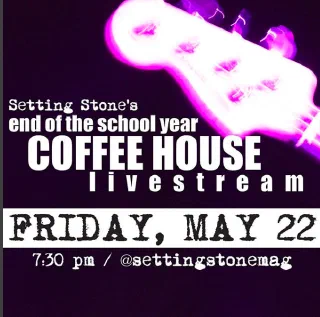 Setting Stone's
end of the school year
COFFEE HOUSE
livestream
FRIDAY, MAY 22
7:30 pm / @settingstonemag